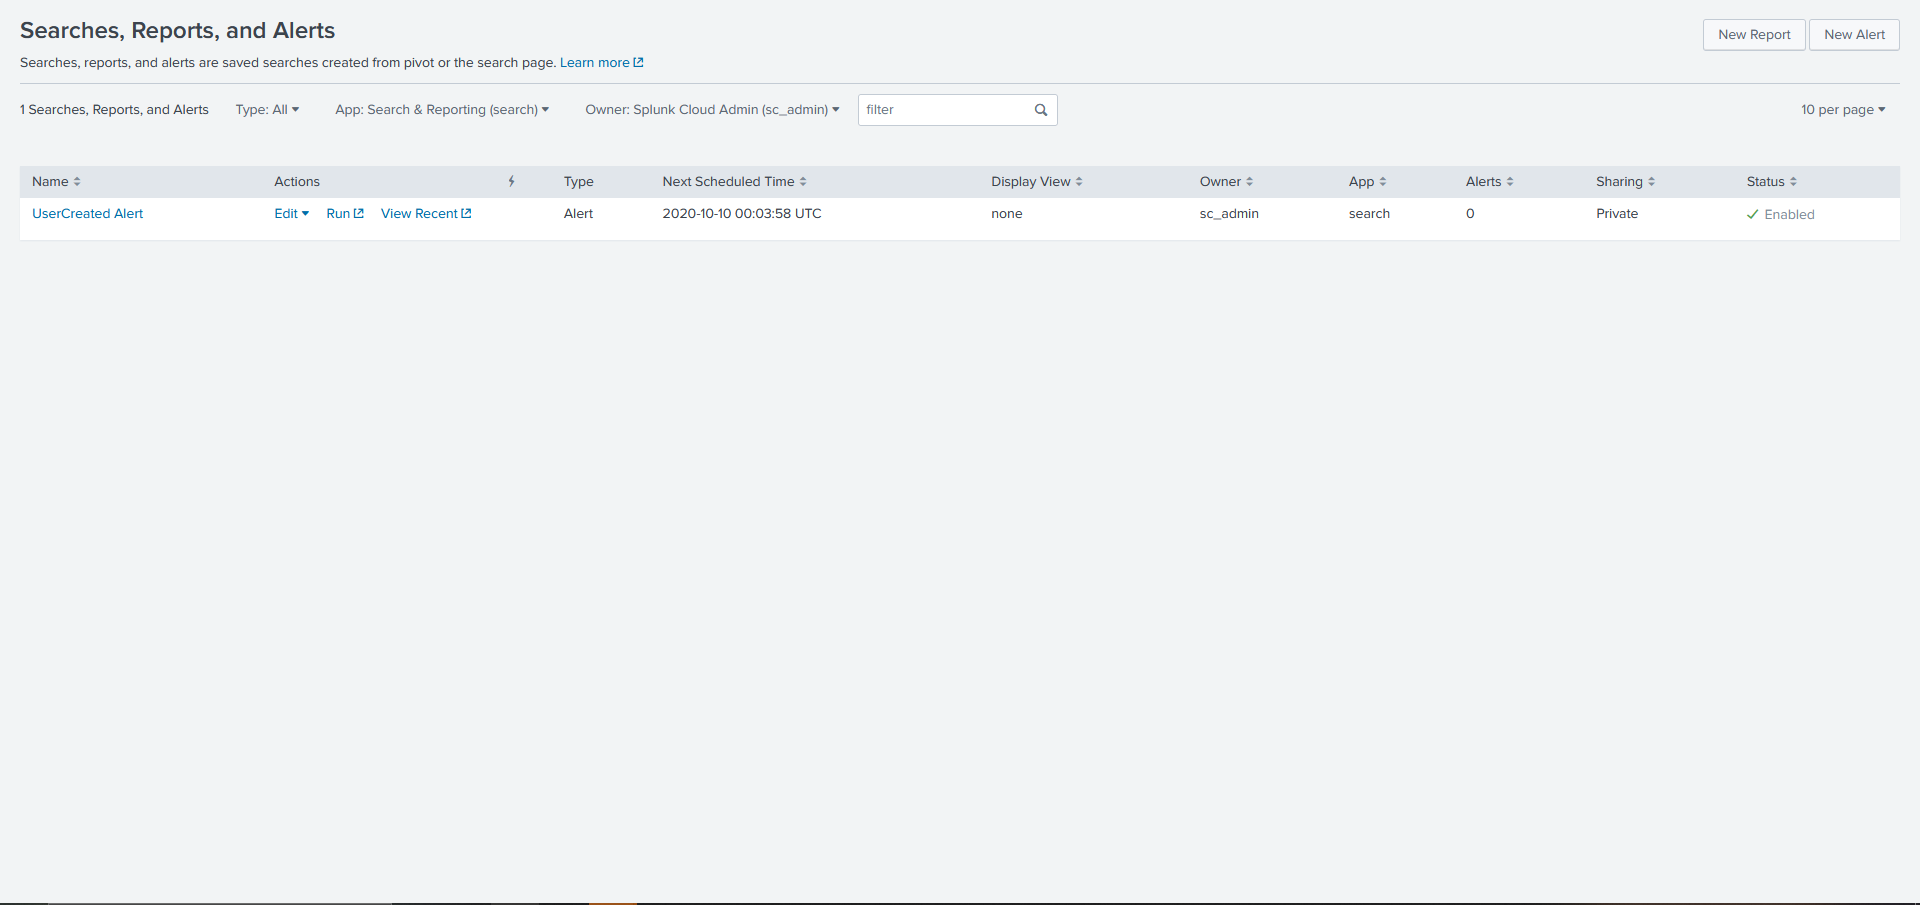 Searches, Reports, and Alerts
New Report
New Alert
Searches, reports, and alerts are saved searches created from pivot or the search page. Learn more
1 Searches, Reports, and Alerts
Type: All
App: Search & Reporting (search)
Owner: Splunk Cloud Admin (sc_admin)
filter
10 per page
Name Actions Type Next Scheduled Time Display View Owner App Alerts Sharing Status
UserCreated Alert Edit Run View Recent Alert 2020-10-10 00:03:58 UTC none sc_admin search 0 Private Enabled